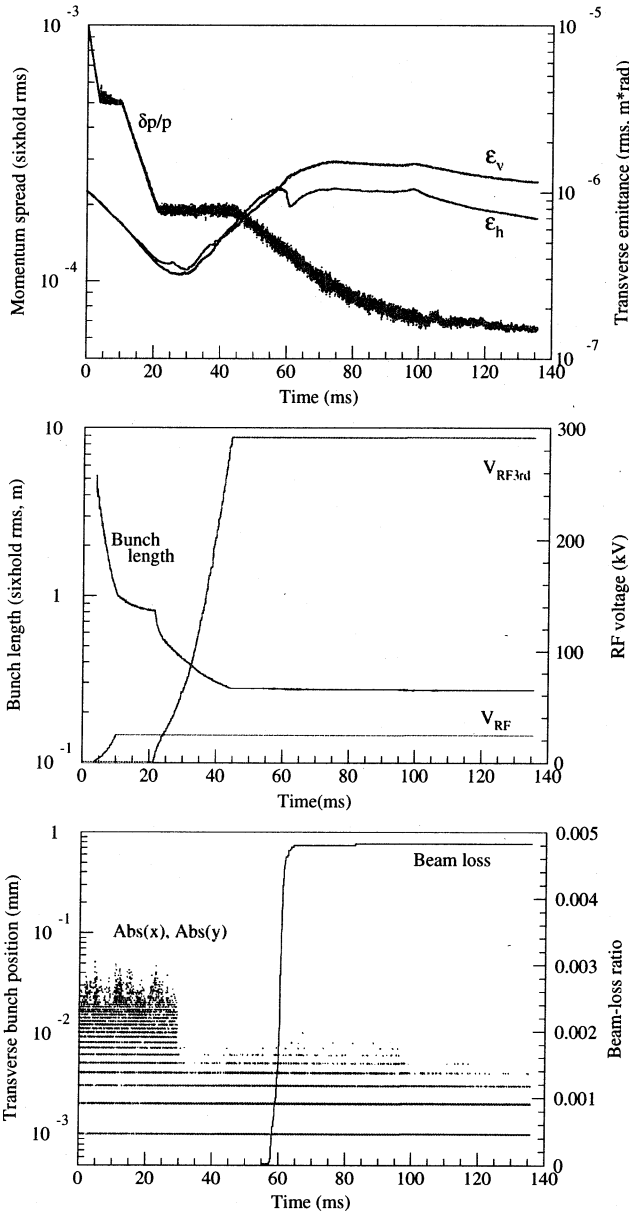 10⁻³
10⁻⁴
Momentum spread (sixhold rms)
δp/p
εᵥ
εₕ
10⁻⁵
10⁻⁶
10⁻⁷
Transverse emittance (rms, m*rad)
0 20 40 60 80 100 120 140
Time (ms)
10
1
10⁻¹
Bunch length (sixhold rms, m)
Bunch
length
V_RF3rd
V_RF
300
200
100
0
RF voltage (kV)
0 20 40 60 80 100 120 140
Time(ms)
1
10⁻¹
10⁻²
10⁻³
Transverse bunch position (mm)
Abs(x), Abs(y)
Beam loss
0.005
0.004
0.003
0.002
0.001
0
Beam-loss ratio
0 20 40 60 80 100 120 140
Time (ms)